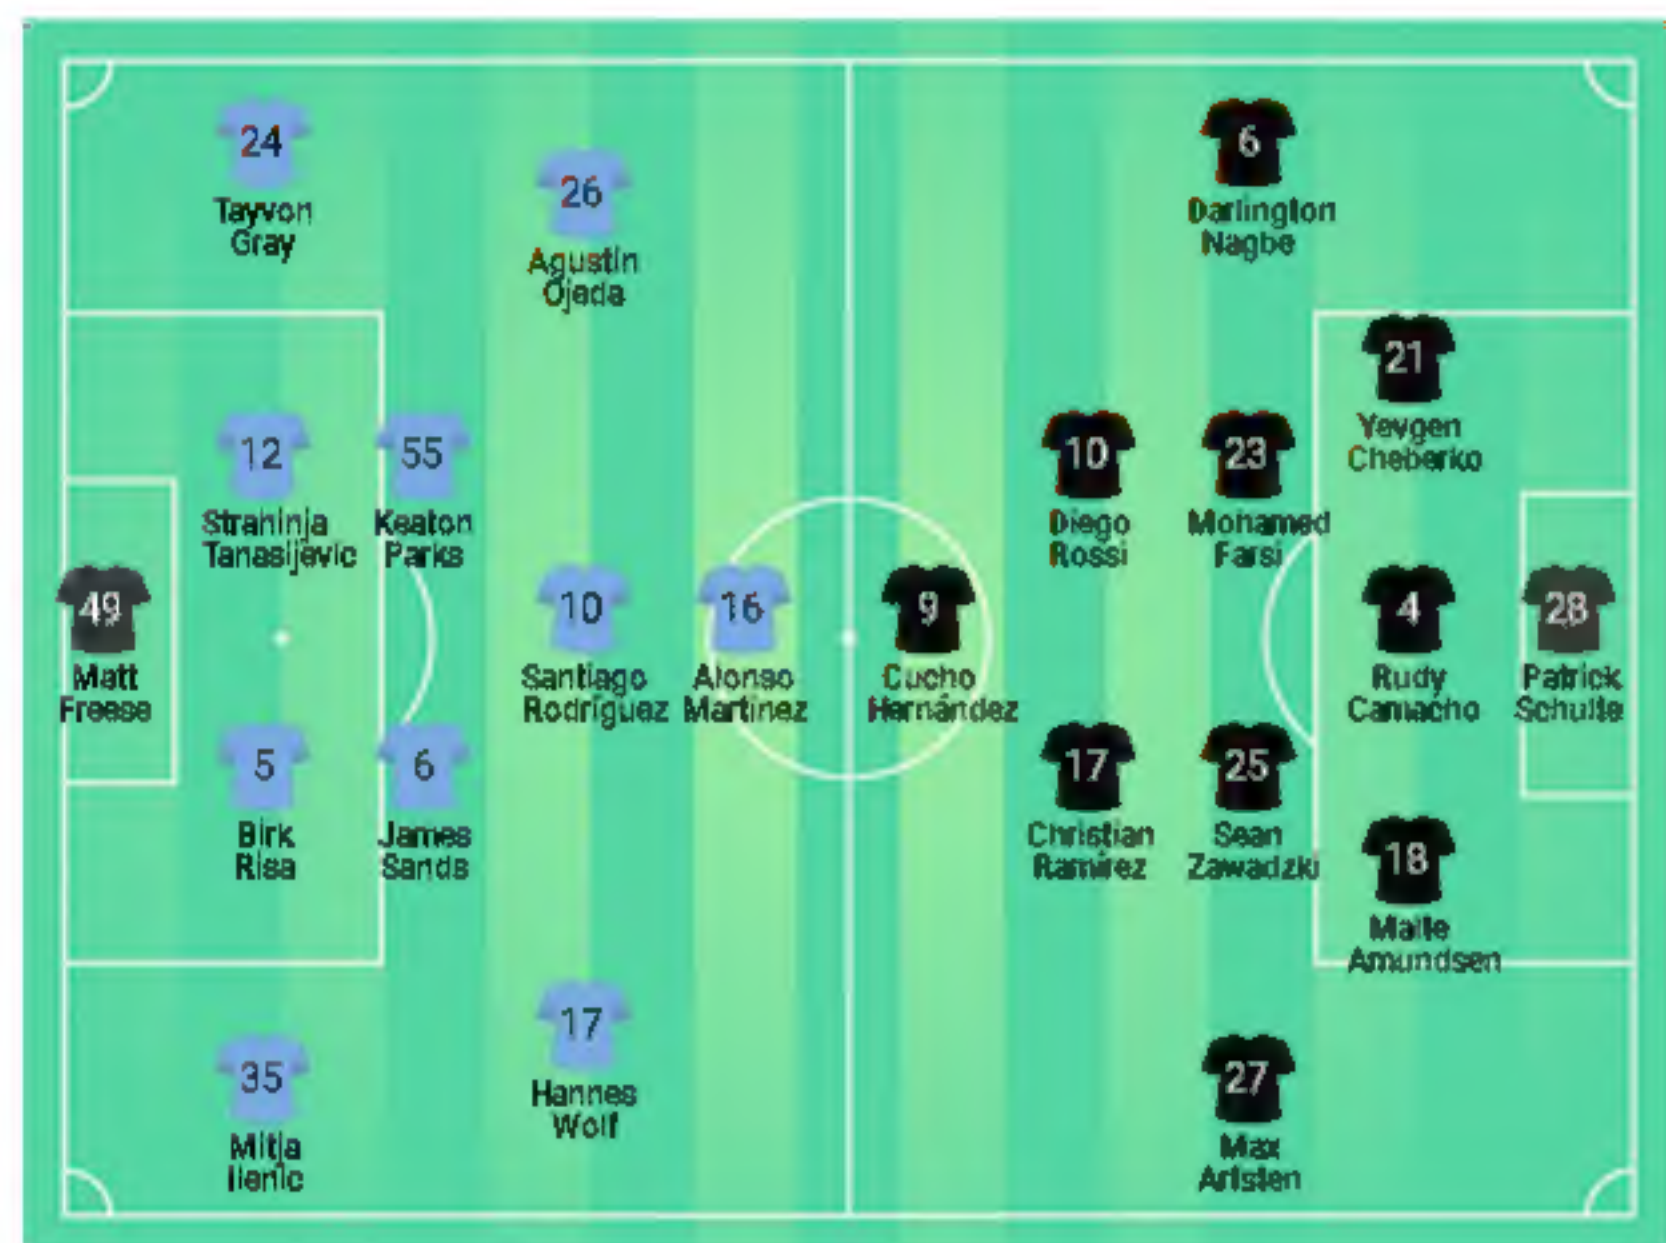 24
Tayvon
Gray
26
Agustín
Ojeda
12
Strahinja
Tanasijevic
55
Keaton
Parks
49
Matt
Freese
10
Santiago
Rodríguez
16
Alonso
Martínez
5
Birk
Risa
6
James
Sands
35
Mitja
Ilenic
17
Hannes
Wolf
6
Darlington
Nagbe
21
Yevgen
Cheberko
10
Diego
Rossi
23
Mohamed
Farsi
9
Cucho
Hernández
4
Rudy
Camacho
28
Patrick
Schulte
17
Christian
Ramírez
25
Sean
Zawadzki
18
Malte
Amundsen
27
Max
Arfsten